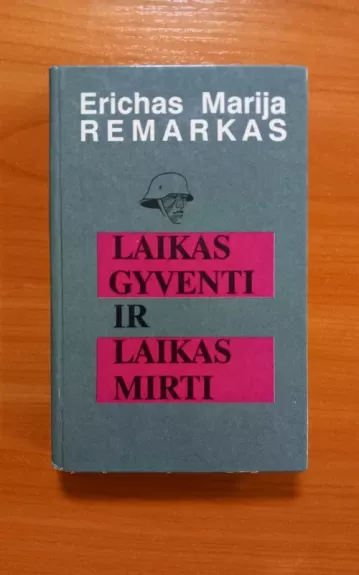 Erichas Marija
REMARKAS
LAIKAS
GYVENTI
IR
LAIKAS
MIRTI